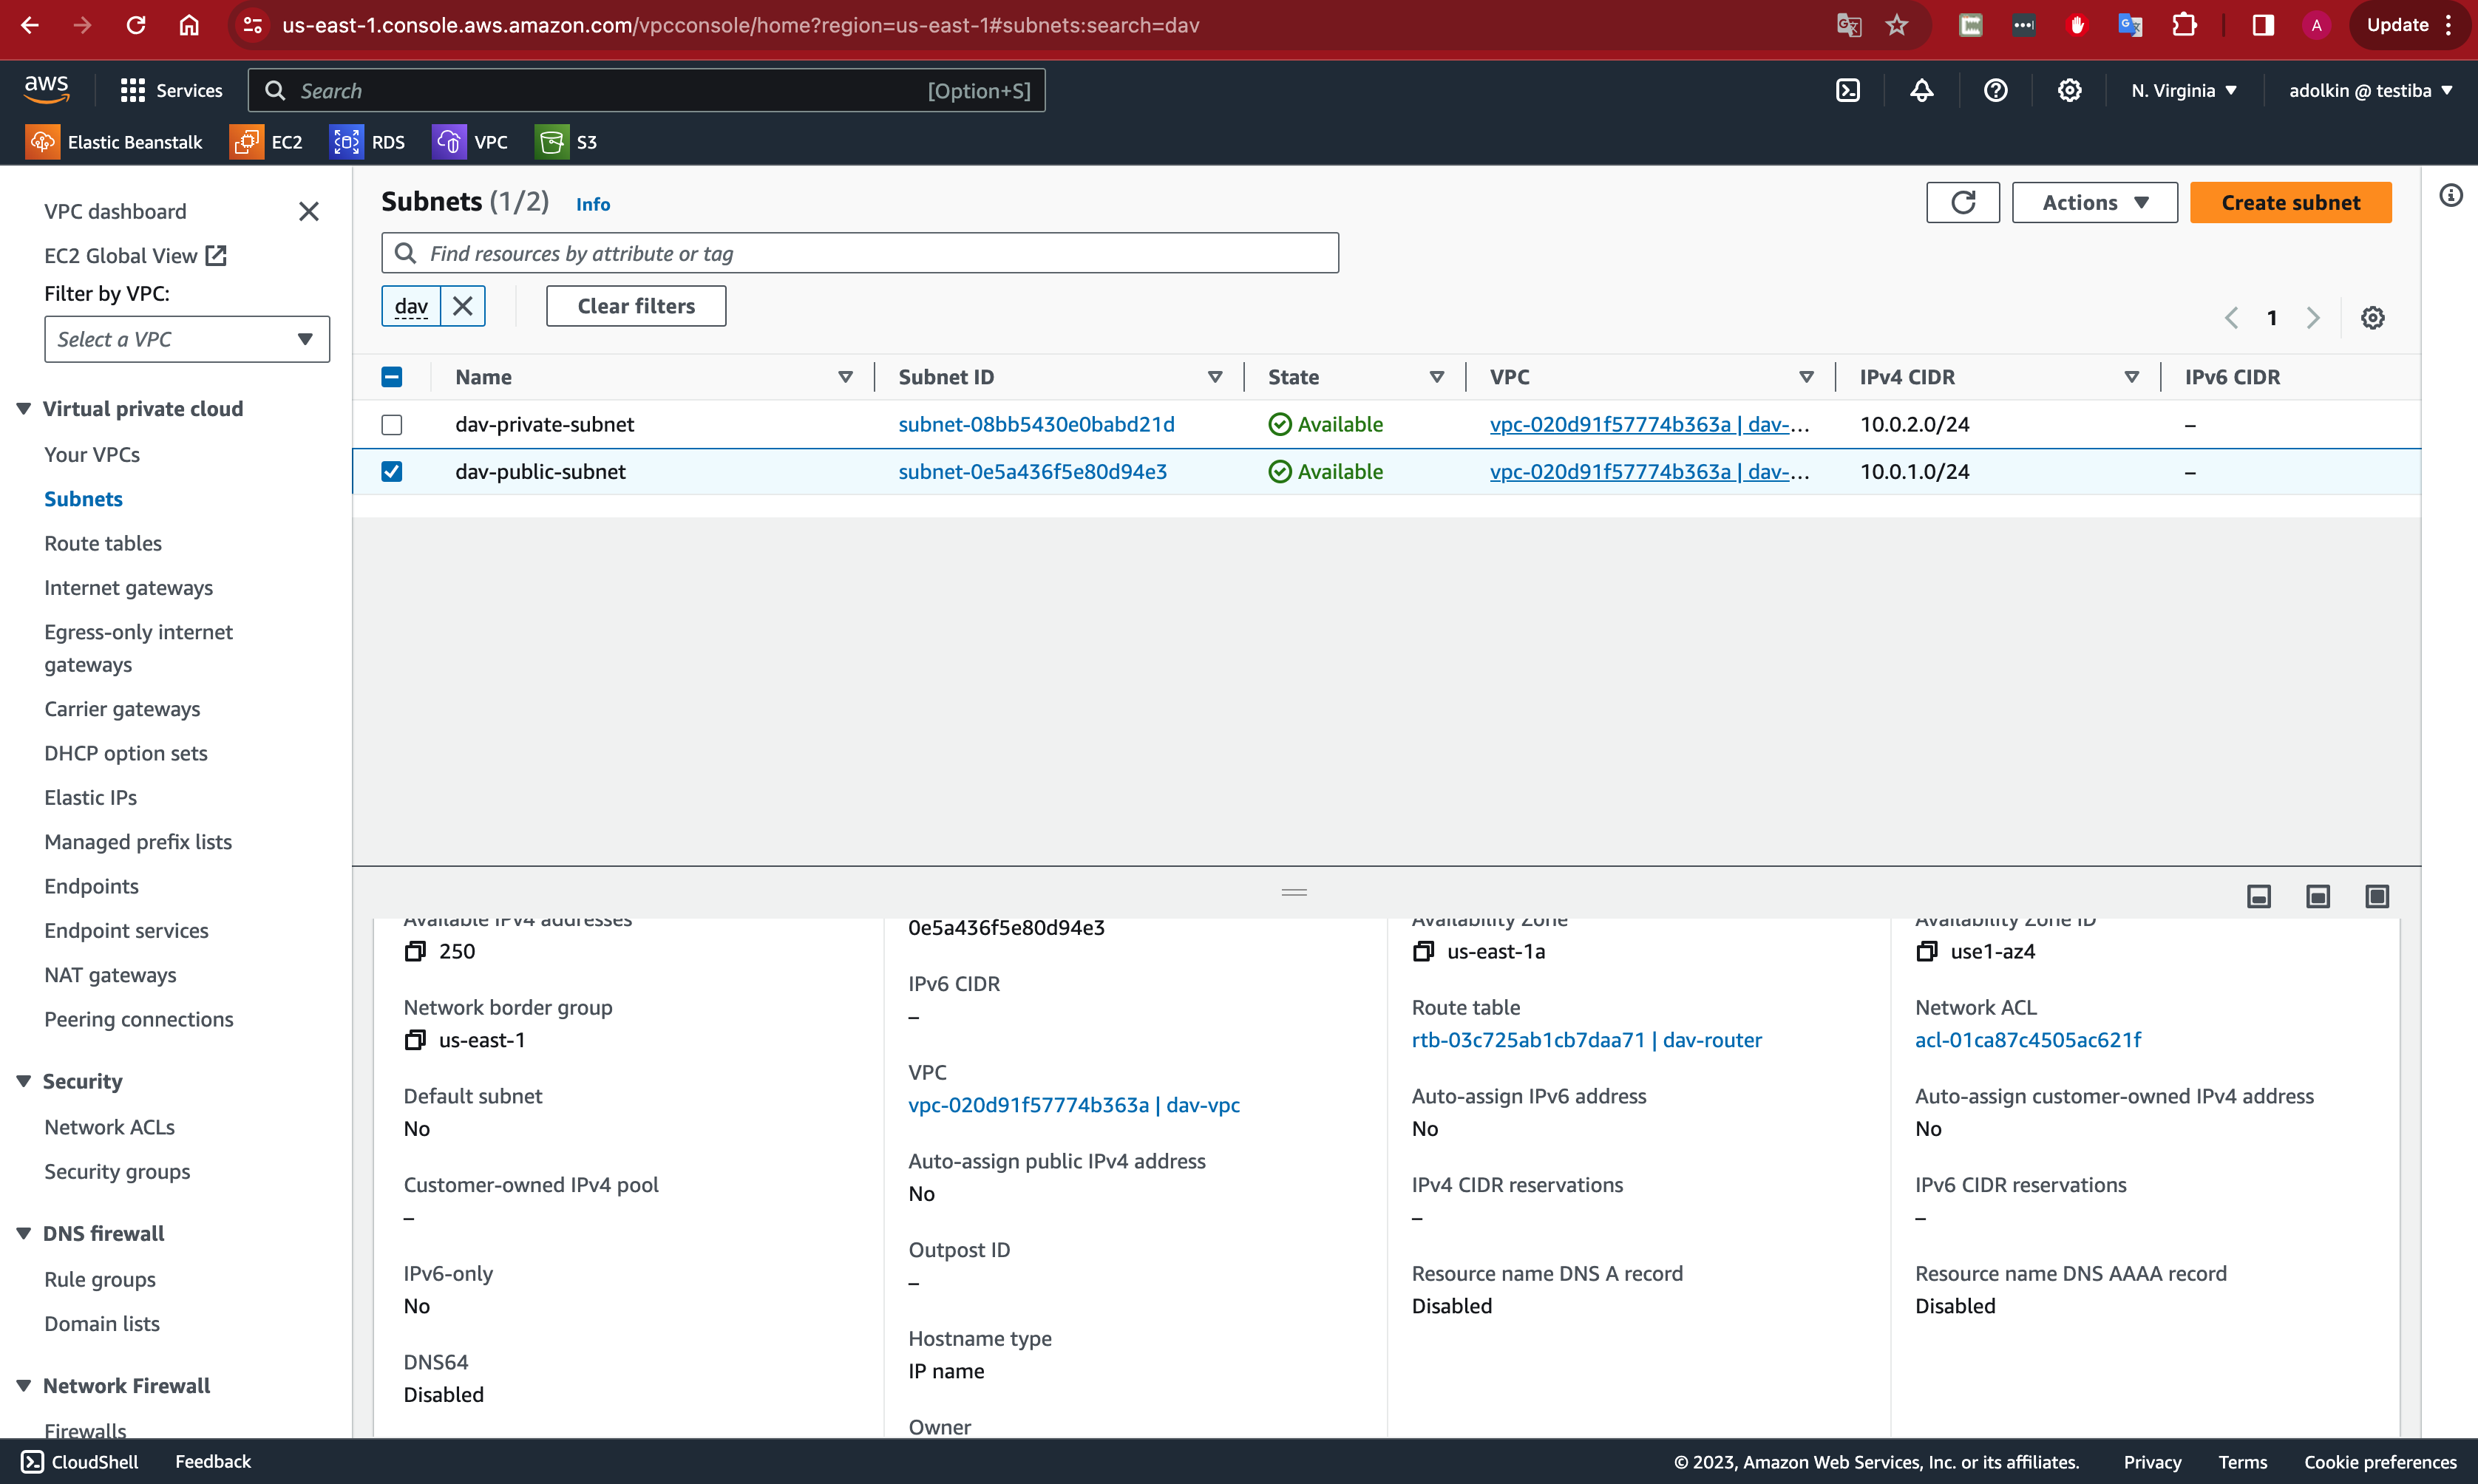 us-east-1.console.aws.amazon.com/vpcconsole/home?region=us-east-1#subnets:search=dav
A
Update
aws
Services
Search
[Option+S]
N. Virginia
adolkin @ testiba
Elastic Beanstalk
EC2
RDS
VPC
S3
VPC dashboard
EC2 Global View
Filter by VPC:
Select a VPC
Virtual private cloud
Your VPCs
Subnets
Route tables
Internet gateways
Egress-only internet
gateways
Carrier gateways
DHCP option sets
Elastic IPs
Managed prefix lists
Endpoints
Endpoint services
NAT gateways
Peering connections
Security
Network ACLs
Security groups
DNS firewall
Rule groups
Domain lists
Network Firewall
Firewalls
Subnets (1/2) Info
Actions
Create subnet
Find resources by attribute or tag
dav
Clear filters
1
Name Subnet ID State VPC IPv4 CIDR IPv6 CIDR
dav-private-subnet subnet-08bb5430e0babd21d Available vpc-020d91f57774b363a | dav-... 10.0.2.0/24 –
dav-public-subnet subnet-0e5a436f5e80d94e3 Available vpc-020d91f57774b363a | dav-... 10.0.1.0/24 –
Available IPv4 addresses
250
Network border group
us-east-1
Default subnet
No
Customer-owned IPv4 pool
–
IPv6-only
No
DNS64
Disabled
0e5a436f5e80d94e3
IPv6 CIDR
–
VPC
vpc-020d91f57774b363a | dav-vpc
Auto-assign public IPv4 address
No
Outpost ID
–
Hostname type
IP name
Owner
Availability Zone
us-east-1a
Route table
rtb-03c725ab1cb7daa71 | dav-router
Auto-assign IPv6 address
No
IPv4 CIDR reservations
–
Resource name DNS A record
Disabled
Availability Zone ID
use1-az4
Network ACL
acl-01ca87c4505ac621f
Auto-assign customer-owned IPv4 address
No
IPv6 CIDR reservations
–
Resource name DNS AAAA record
Disabled
CloudShell
Feedback
© 2023, Amazon Web Services, Inc. or its affiliates.
Privacy
Terms
Cookie preferences